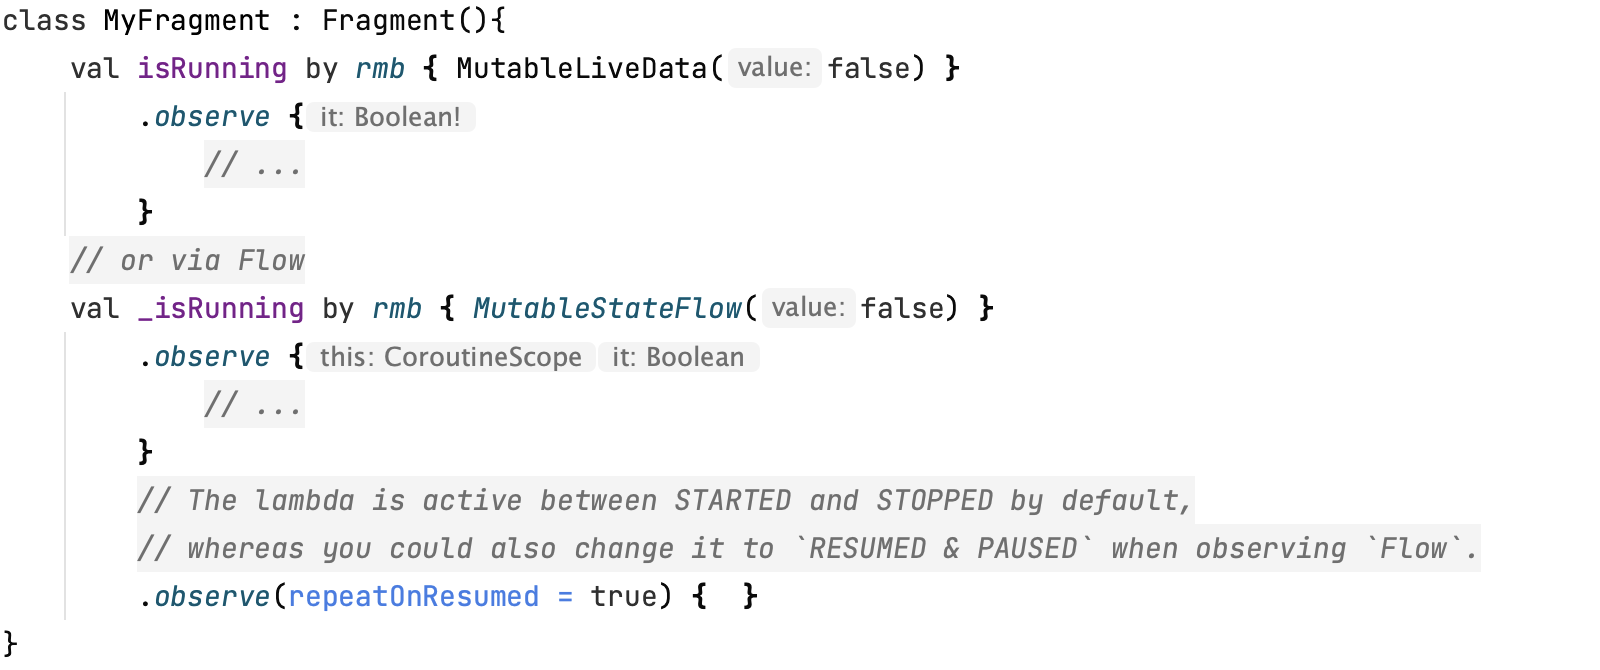 class MyFragment : Fragment(){
val isRunning by rmb { MutableLiveData( value: false) }
.observe { it: Boolean!
// ...
}
// or via Flow
val _isRunning by rmb { MutableStateFlow( value: false) }
.observe { this: CoroutineScope it: Boolean
// ...
}
// The lambda is active between STARTED and STOPPED by default,
// whereas you could also change it to `RESUMED & PAUSED` when observing `Flow`.
.observe(repeatOnResumed = true) { }
}